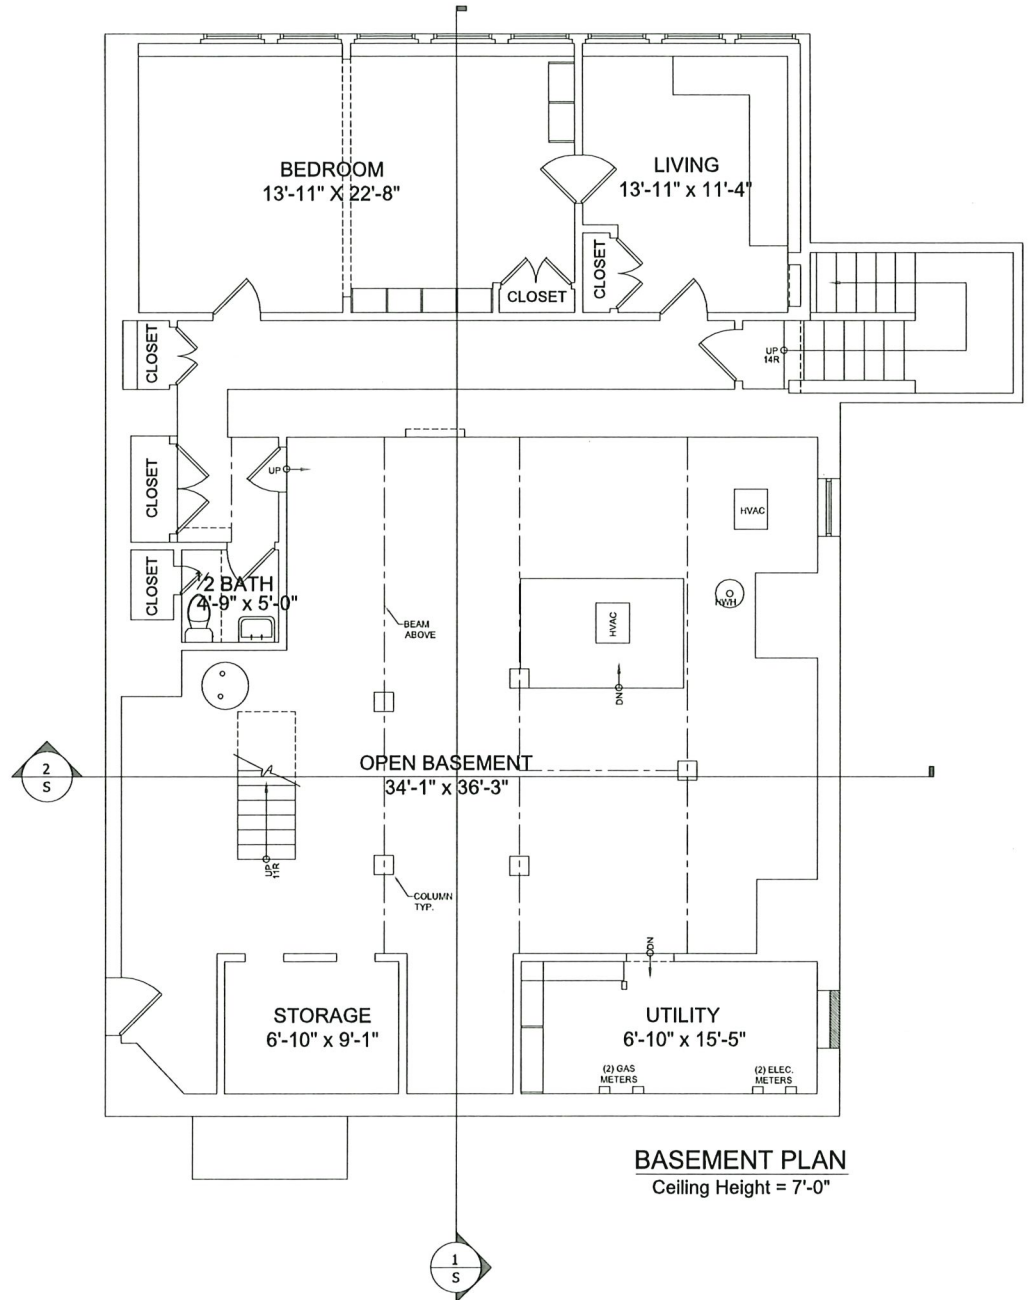 BEDROOM
13'-11" X 22'-8"
LIVING
13'-11" x 11'-4"
CLOSET
CLOSET
CLOSET
UP
14R
CLOSET
UP
HVAC
CLOSET
1/2 BATH
4'-9" x 5'-0"
HWH
HVAC
BEAM
ABOVE
DN
2
S
OPEN BASEMENT
34'-1" x 36'-3"
UP
11R
COLUMN
TYP.
DN
STORAGE
6'-10" x 9'-1"
UTILITY
6'-10" x 15'-5"
(2) GAS
METERS
(2) ELEC.
METERS
BASEMENT PLAN
Ceiling Height = 7'-0"
1
S